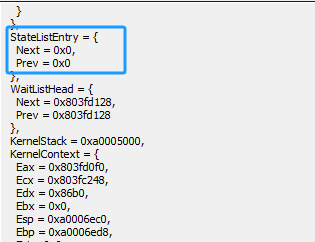 }
},
StateListEntry = {
Next = 0x0,
Prev = 0x0
},
WaitListHead = {
Next = 0x803fd128,
Prev = 0x803fd128
},
KernelStack = 0xa0005000,
KernelContext = {
Eax = 0x803fd0f0,
Ecx = 0x803fc248,
Edx = 0x86b0,
Ebx = 0x0,
Esp = 0xa0006ec0,
Ebp = 0xa0006ed8,